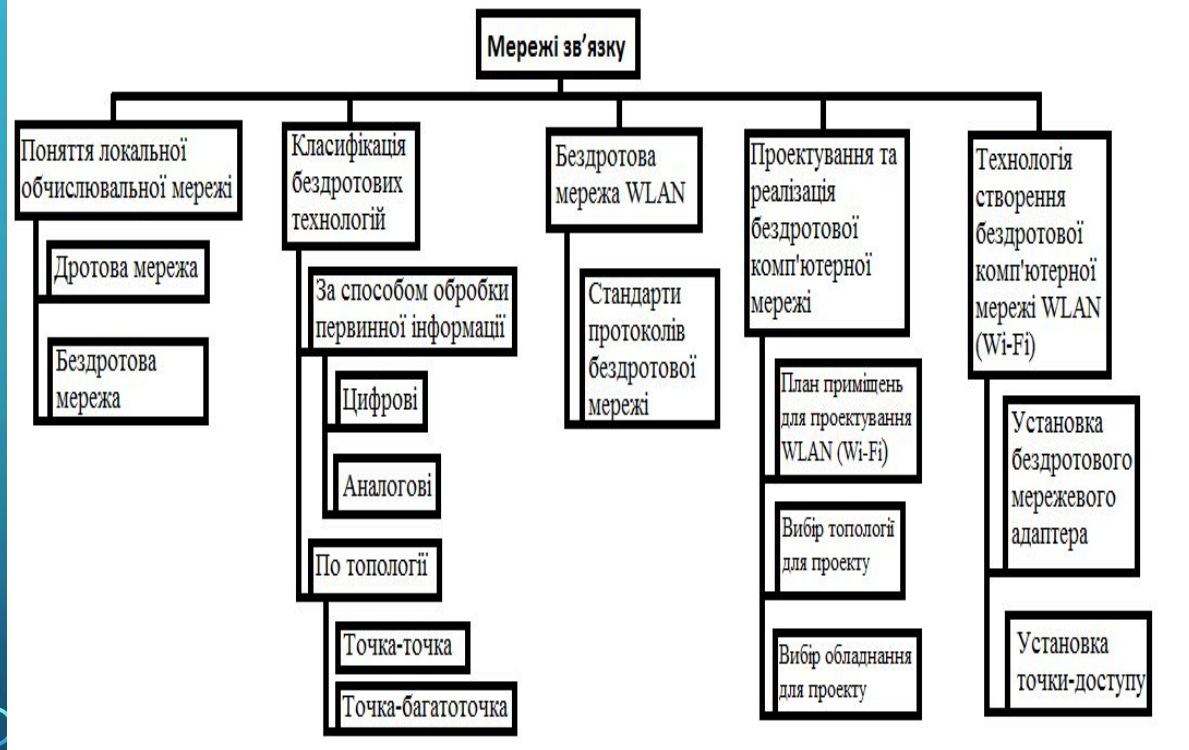 Мережі зв’язку
Поняття локальної
обчислювальної мережі
Дротова мережа
Бездротова
мережа
Класифікація
бездротових
технологій
За способом обробки
первинної інформації
Цифрові
Аналогові
По топології
Точка-точка
Точка-багатоточка
Бездротова
мережа WLAN
Стандарти
протоколів
бездротової
мережі
Проектування та
реалізація
бездротової
комп'ютерної
мережі
План приміщень
для проектування
WLAN (Wi-Fi)
Вибір топології
для проекту
Вибір обладнання
для проекту
Технологія
створення
бездротової
комп'ютерної
мережі WLAN
(Wi-Fi)
Установка
бездротового
мережевого
адаптера
Установка
точки-доступу